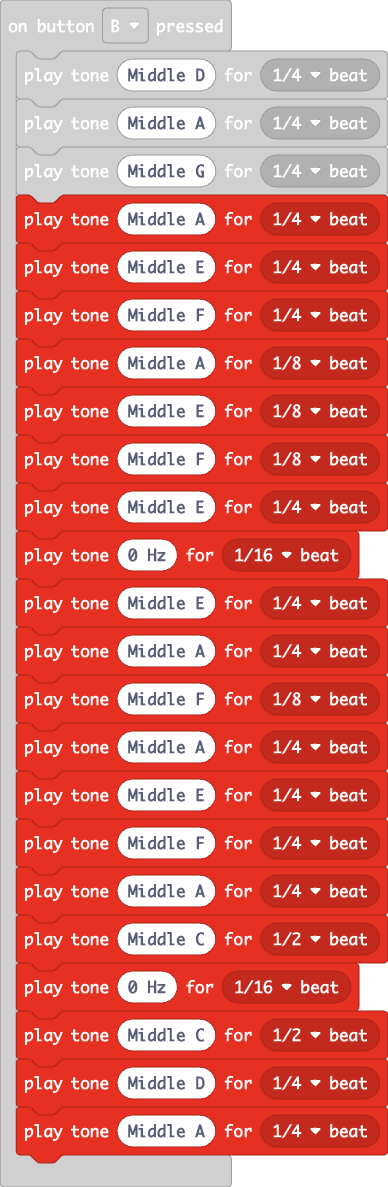 on button B pressed
play tone Middle D for 1/4 beat
play tone Middle A for 1/4 beat
play tone Middle G for 1/4 beat
play tone Middle A for 1/4 beat
play tone Middle E for 1/4 beat
play tone Middle F for 1/4 beat
play tone Middle A for 1/8 beat
play tone Middle E for 1/8 beat
play tone Middle F for 1/8 beat
play tone Middle E for 1/4 beat
play tone 0 Hz for 1/16 beat
play tone Middle E for 1/4 beat
play tone Middle A for 1/4 beat
play tone Middle F for 1/8 beat
play tone Middle A for 1/4 beat
play tone Middle E for 1/4 beat
play tone Middle F for 1/4 beat
play tone Middle A for 1/4 beat
play tone Middle C for 1/2 beat
play tone 0 Hz for 1/16 beat
play tone Middle C for 1/2 beat
play tone Middle D for 1/4 beat
play tone Middle A for 1/4 beat